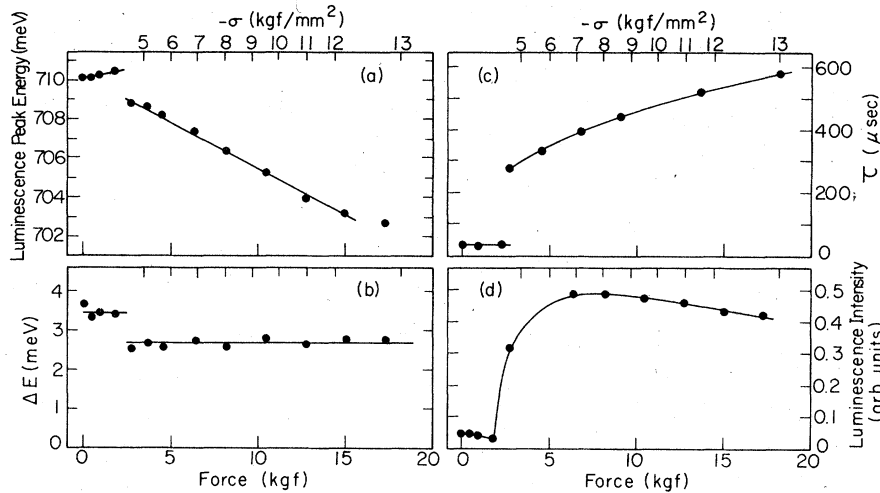 -σ (kgf/mm²)
5 6 7 8 9 10 11 12 13
(a)
Luminescence Peak Energy (meV)
710
708
706
704
702
-σ (kgf/mm²)
5 6 7 8 9 10 11 12 13
(c)
600
400
200
0
τ (μsec)
(b)
ΔE (meV)
4
3
2
1
0
0 5 10 15 20
Force (kgf)
(d)
0.5
0.4
0.3
0.2
0.1
0
Luminescence Intensity
(arb. units)
0 5 10 15 20
Force (kgf)